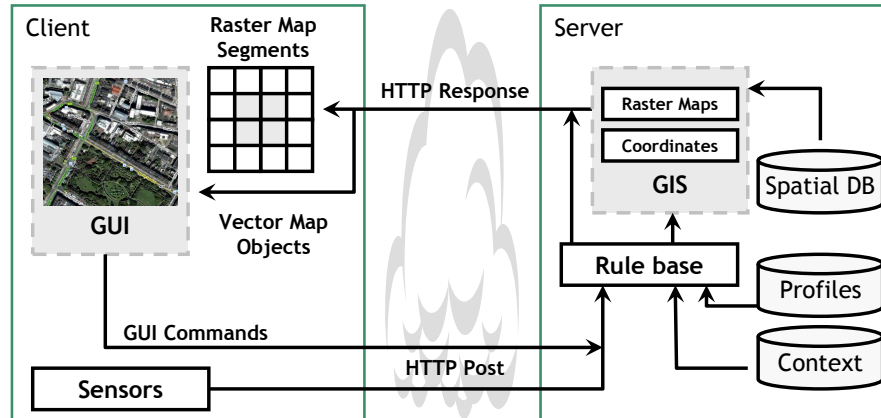 Client
Raster Map
Segments
GUI
Vector Map
Objects
GUI Commands
Sensors
HTTP Response
HTTP Post
Server
Raster Maps
Coordinates
GIS
Spatial DB
Rule base
Profiles
Context